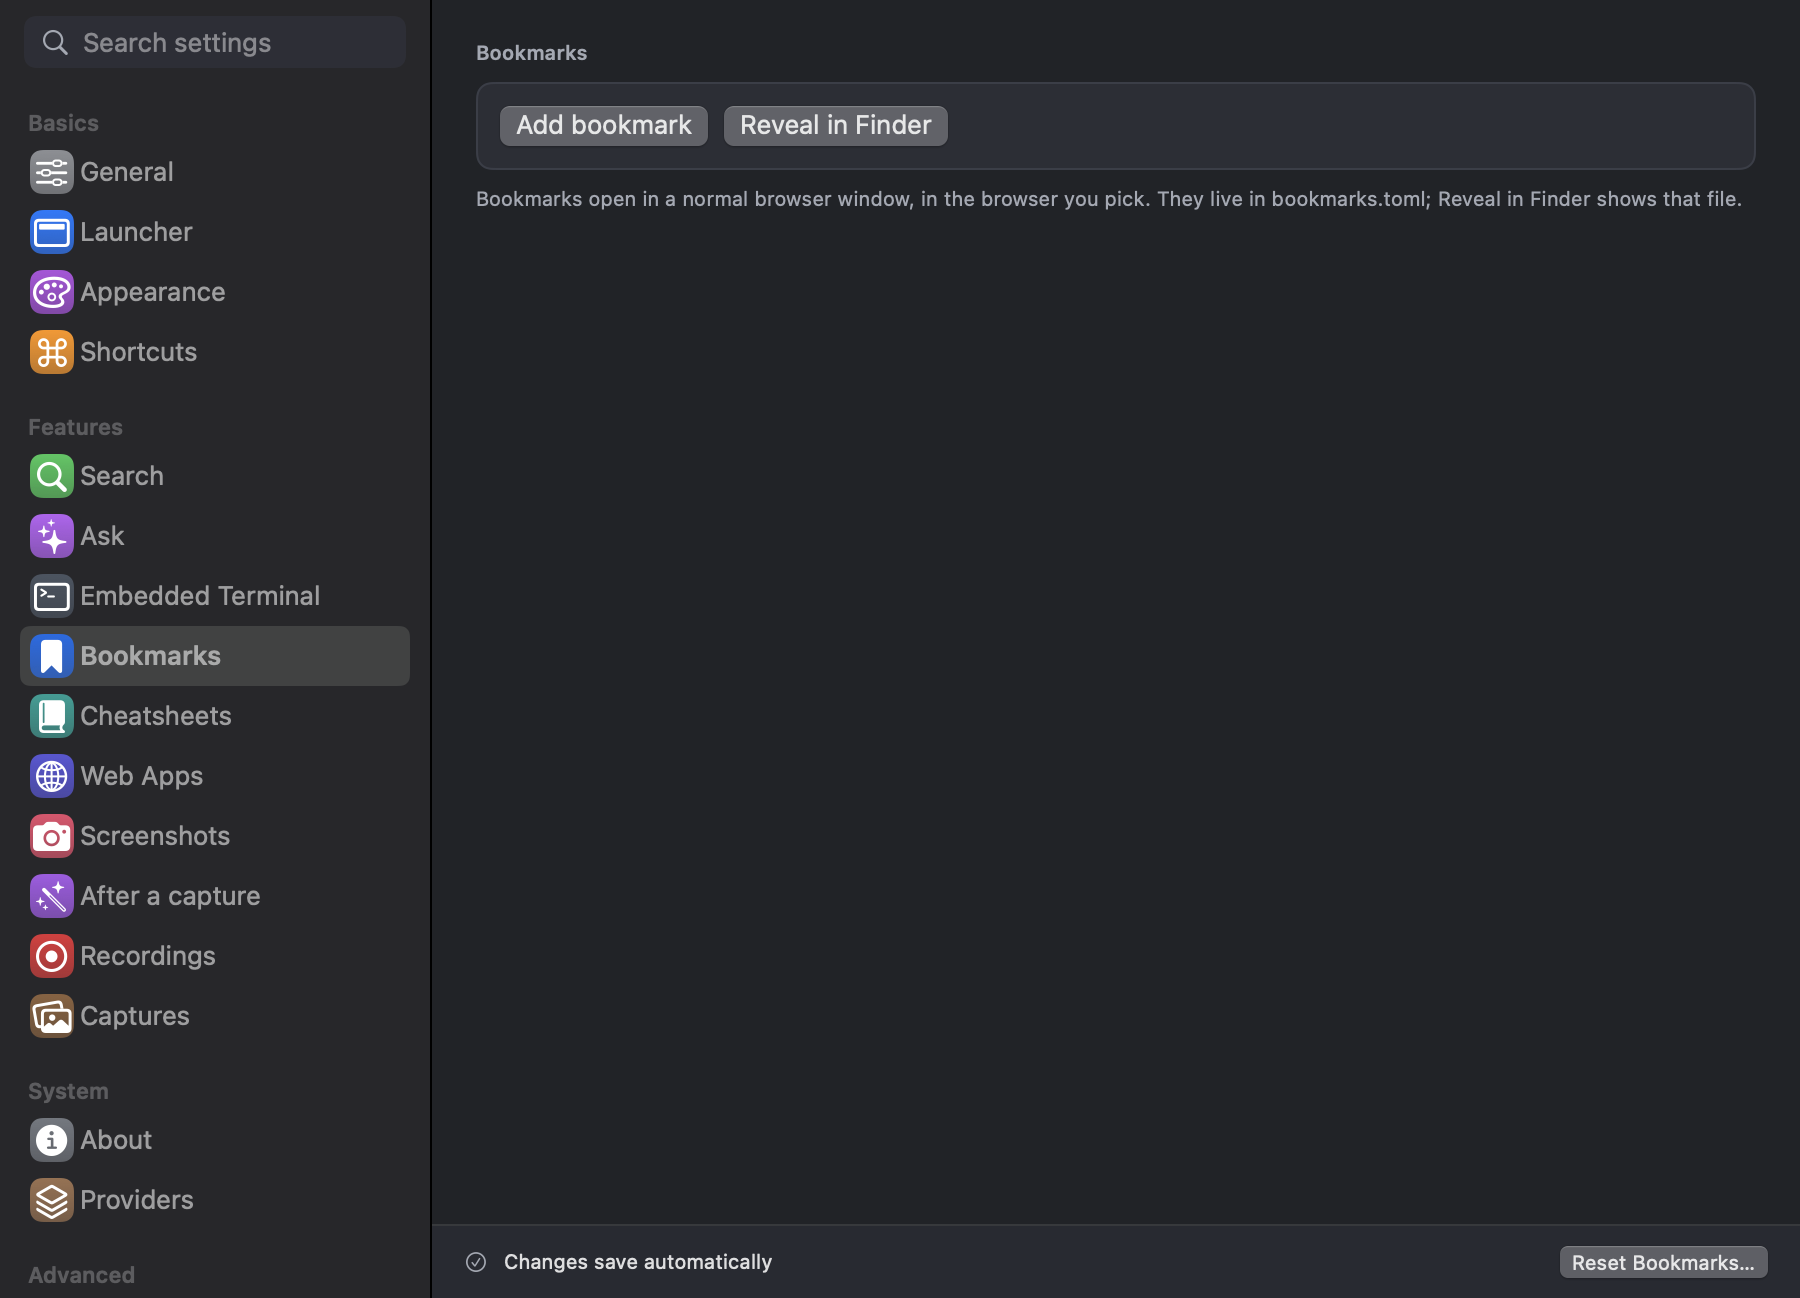 Search settings
Basics
General
Launcher
Appearance
Shortcuts
Features
Search
Ask
Embedded Terminal
Bookmarks
Cheatsheets
Web Apps
Screenshots
After a capture
Recordings
Captures
System
About
Providers
Advanced
Bookmarks
Add bookmark Reveal in Finder
Bookmarks open in a normal browser window, in the browser you pick. They live in bookmarks.toml; Reveal in Finder shows that file.
Changes save automatically
Reset Bookmarks...